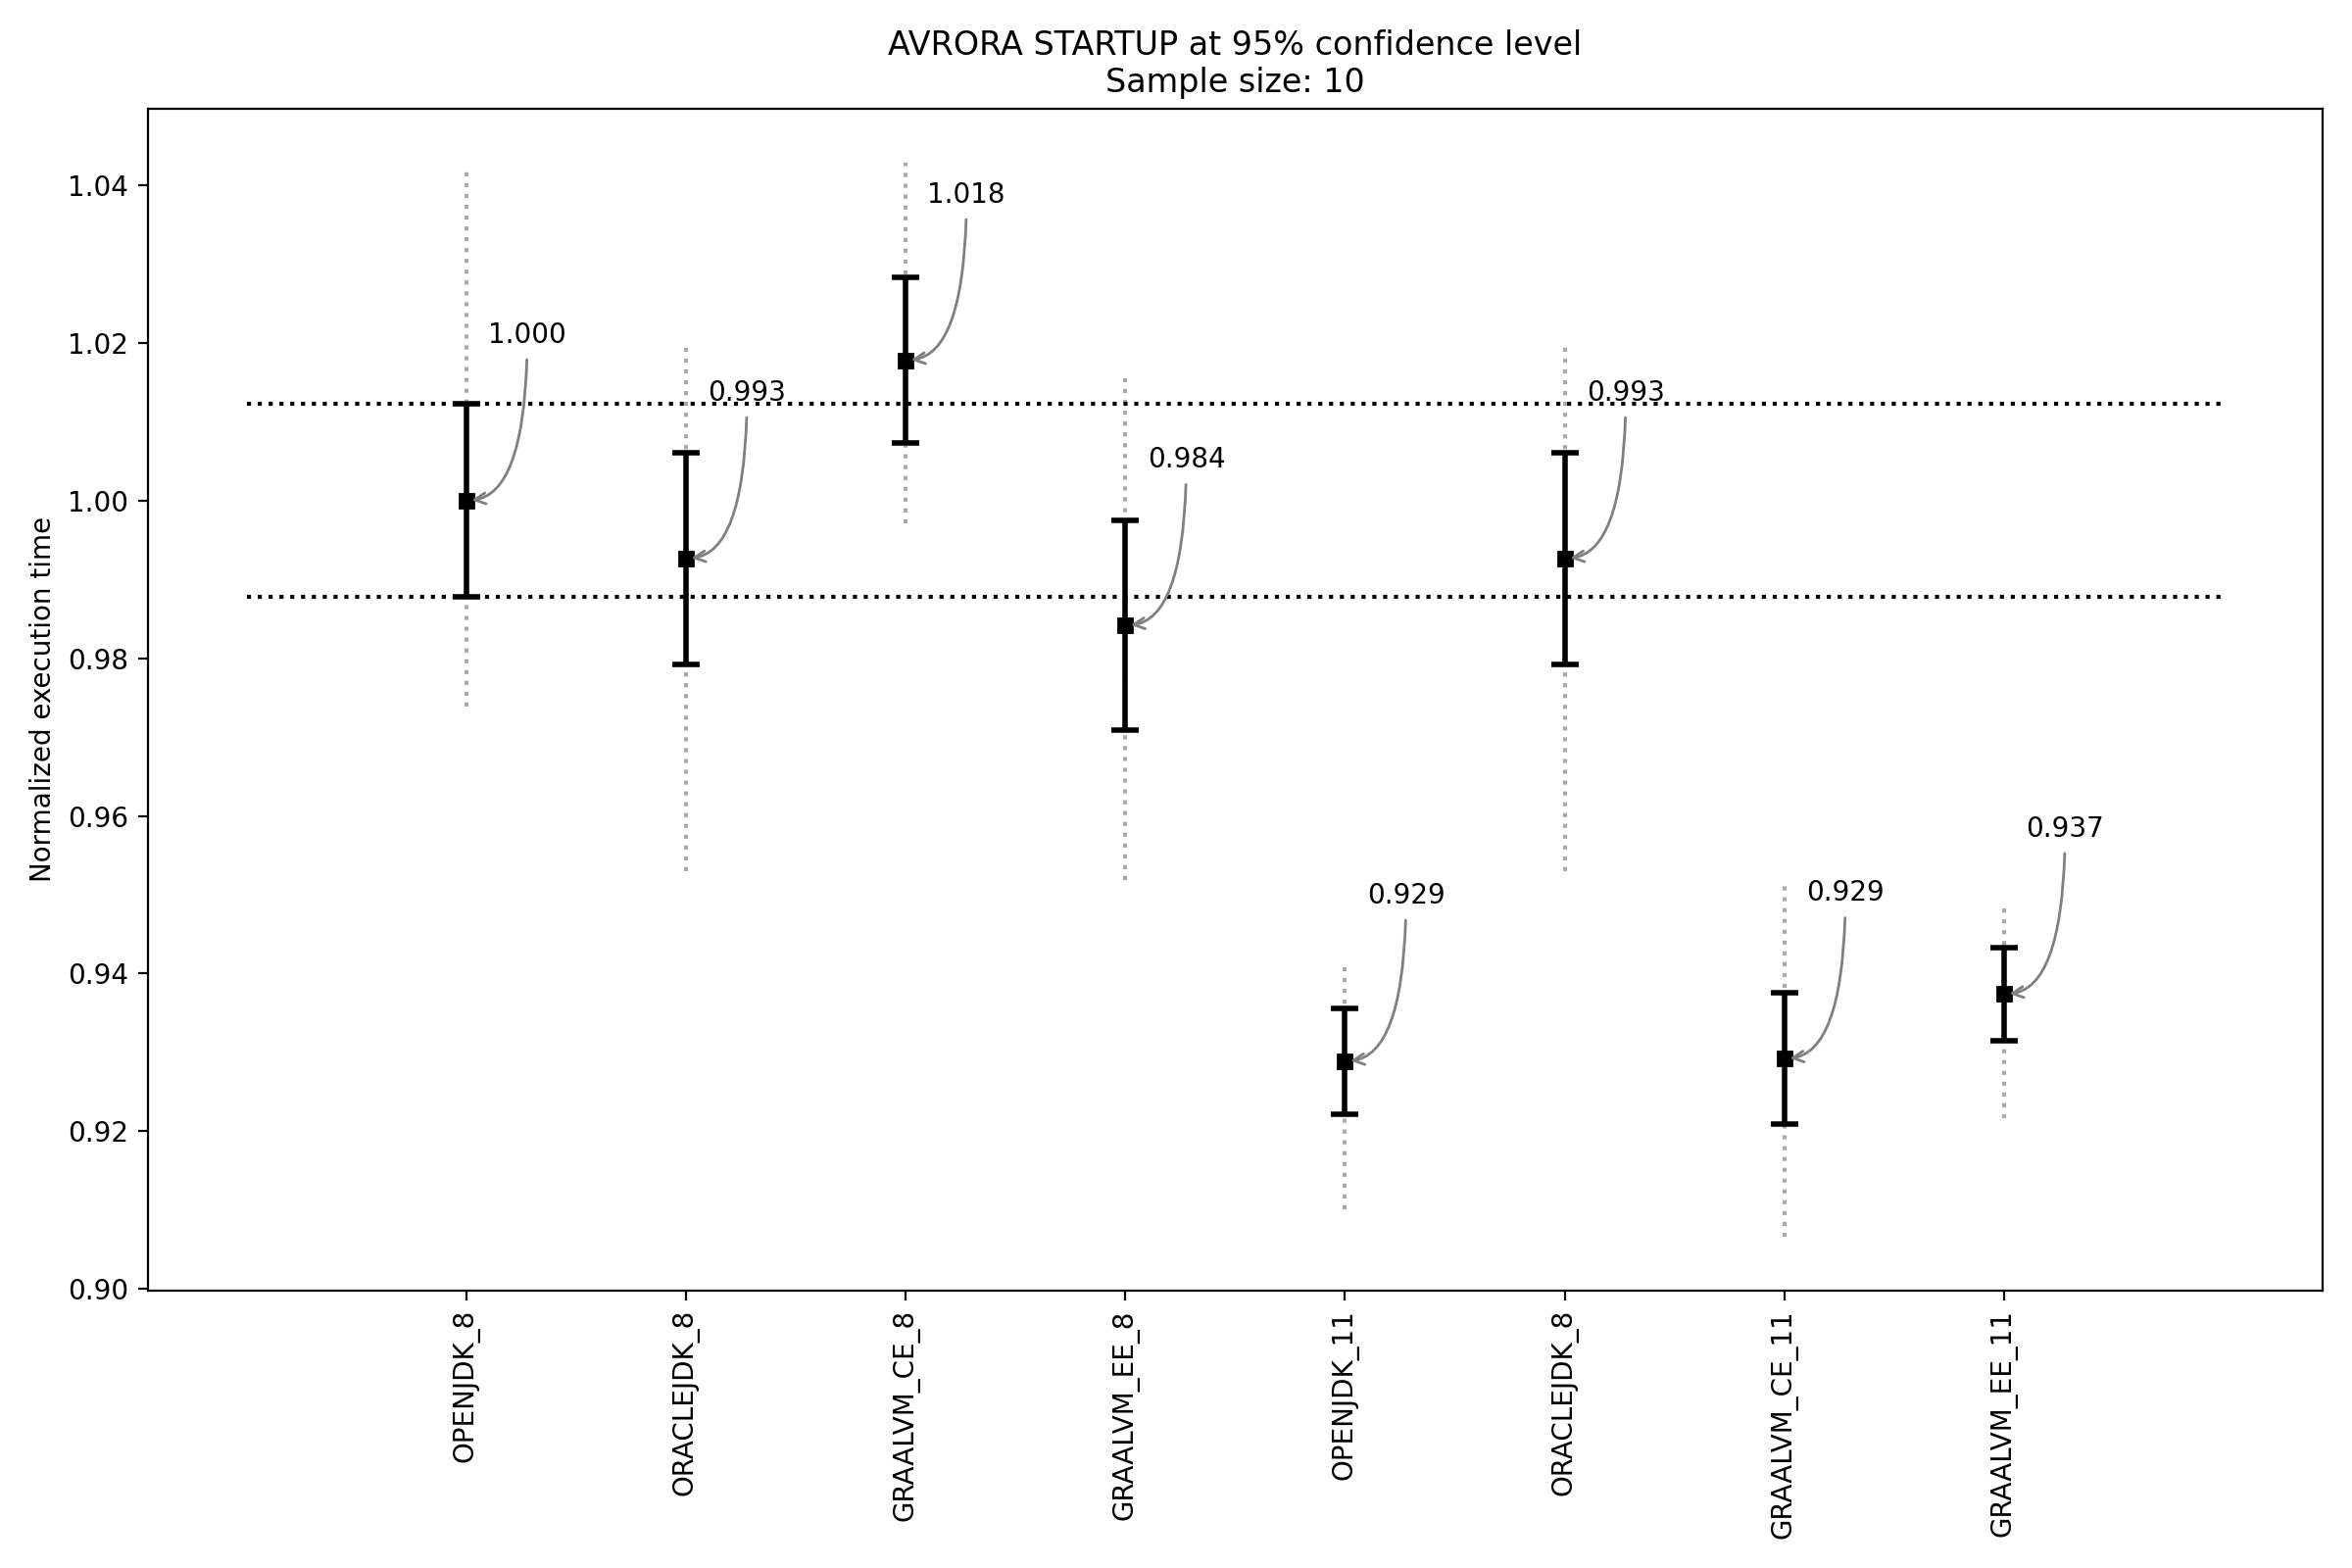 AVRORA STARTUP at 95% confidence level
Sample size: 10
Normalized execution time
1.04
1.02
1.00
0.98
0.96
0.94
0.92
0.90
1.000
0.993
1.018
0.984
0.929
0.993
0.929
0.937
OPENJDK_8
ORACLEJDK_8
GRAALVM_CE_8
GRAALVM_EE_8
OPENJDK_11
ORACLEJDK_8
GRAALVM_CE_11
GRAALVM_EE_11